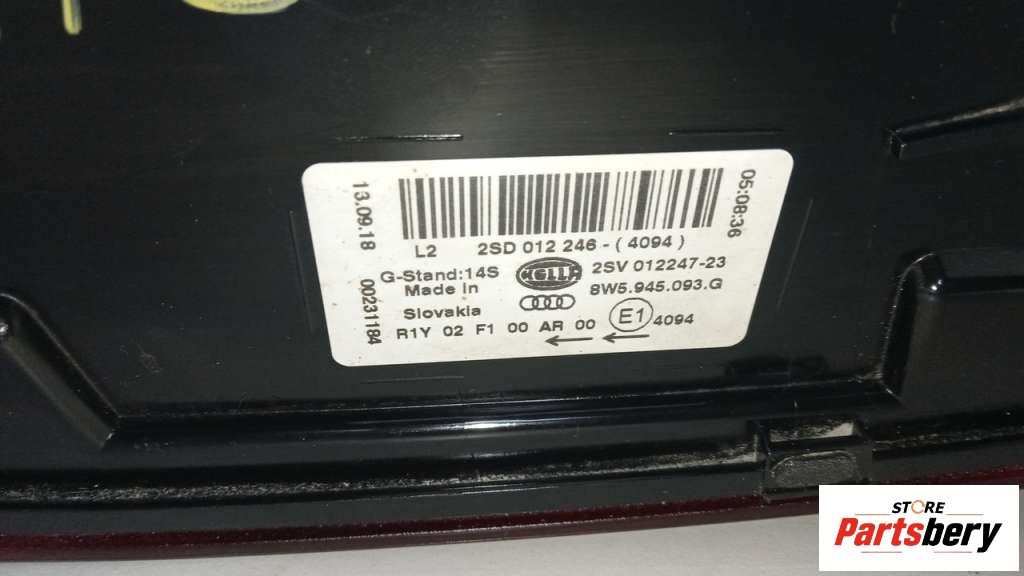 13.09.18 00231184
05:08:36
L2 2SD 012 246-(4094)
G-Stand:14S HELLA 2SV 012247-23
Made in 8W5.945.093.G
Slovakia
R1Y 02 F1 00 AR 00 E1 4094
STORE
Partsbery